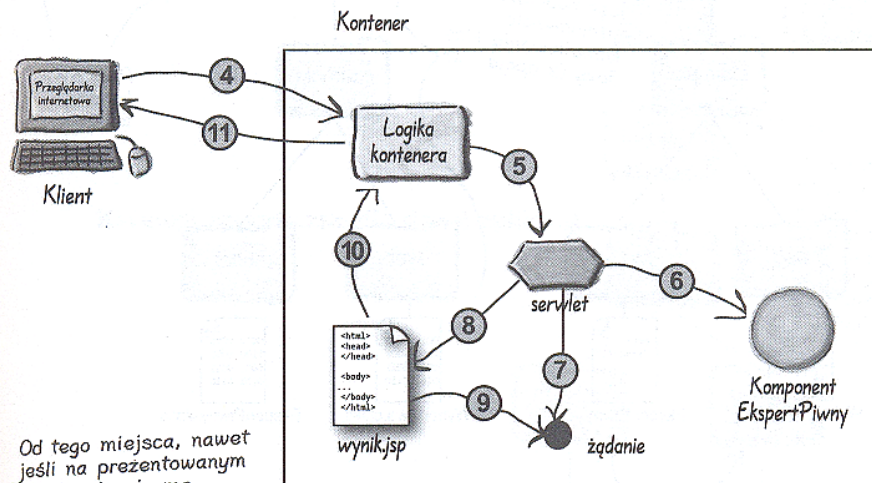 Kontener
Przeglądarka
internetowa
4
11
Klient
Logika
kontenera
5
10
servlet
6
8
7
9
<html>
<head>
</head>
<body>
...
</body>
</html>
wynik.jsp
żądanie
Komponent
EkspertPiwny
Od tego miejsca, nawet
jeśli na prezentowanym